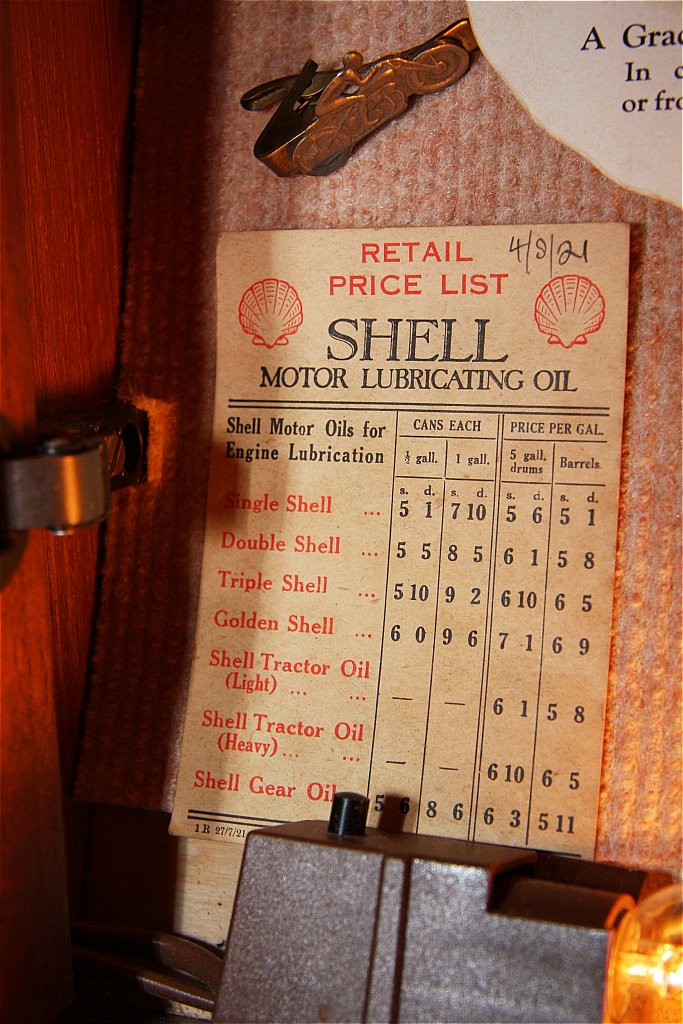 A Grad
In c
or fro
RETAIL
PRICE LIST
4/8/21
SHELL
MOTOR LUBRICATING OIL
Shell Motor Oils for Engine Lubrication CANS EACH PRICE PER GAL.
½ gall. 1 gall. 5 gall. drums Barrels
s. d. s. d. s. d. s. d.
Single Shell ... 5 1 7 10 5 6 5 1
Double Shell ... 5 5 8 5 6 1 5 8
Triple Shell ... 5 10 9 2 6 10 6 5
Golden Shell ... 6 0 9 6 7 1 6 9
Shell Tractor Oil
(Light) ... ... — — 6 1 5 8
Shell Tractor Oil
(Heavy) ... ... — — 6 10 6 5
Shell Gear Oil 5 6 8 6 6 3 5 11
1 R 27/7/21